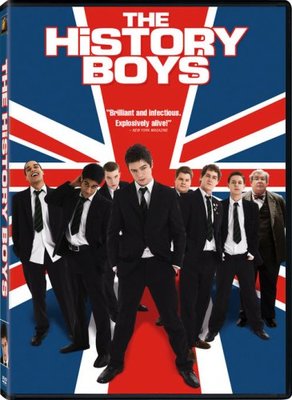 THE
HiSTORY
BOYS
"Brilliant and infectious.
Explosively alive!"
– NEW YORK MAGAZINE
THE HiSTORY BOYS